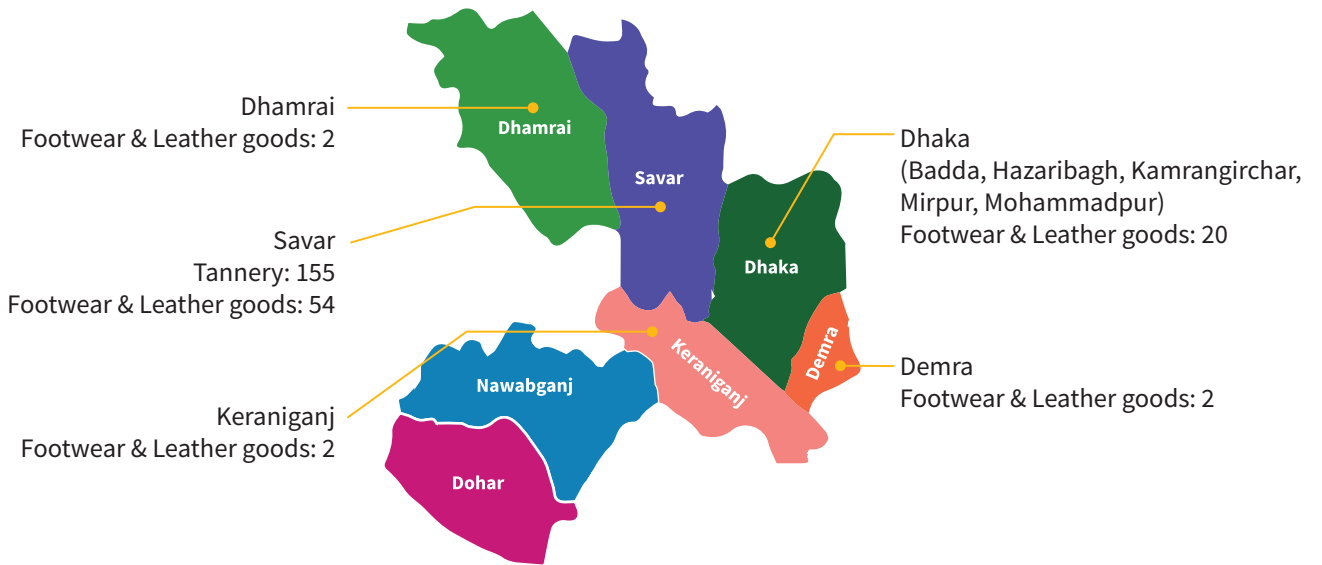 Dhamrai
Footwear & Leather goods: 2
Savar
Tannery: 155
Footwear & Leather goods: 54
Keraniganj
Footwear & Leather goods: 2
Dhamrai
Savar
Dhaka
Demra
Keraniganj
Nawabganj
Dohar
Dhaka
(Badda, Hazaribagh, Kamrangirchar,
Mirpur, Mohammadpur)
Footwear & Leather goods: 20
Demra
Footwear & Leather goods: 2